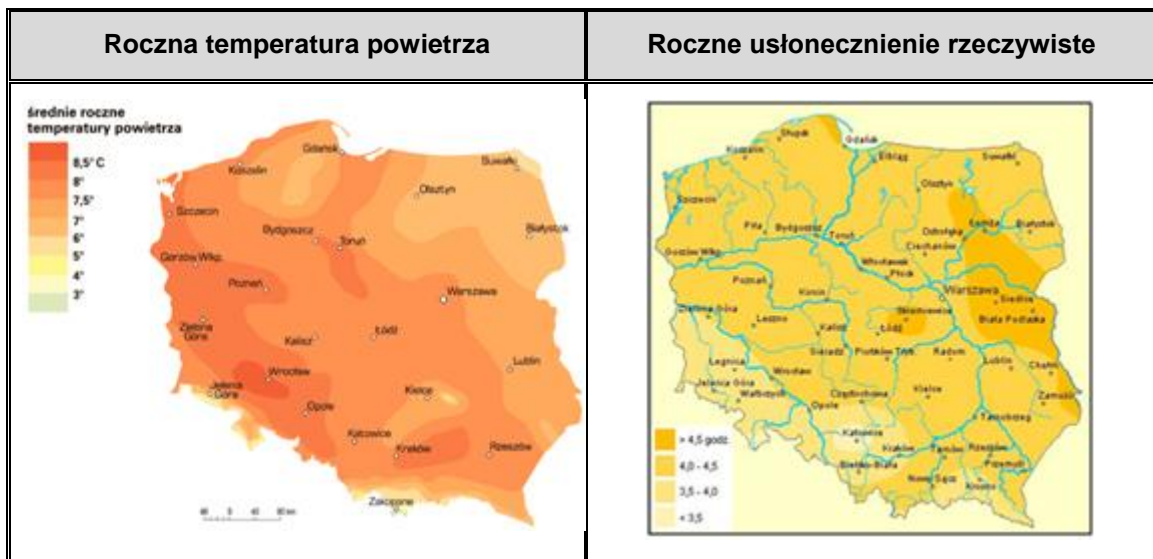 Roczna temperatura powietrza
Roczne usłonecznienie rzeczywiste
średnie roczne
temperatury powietrza
8,5° C
8°
7,5°
7°
6°
5°
4°
3°
Gdańsk
Koszalin
Suwałki
Olsztyn
Szczecin
Białystok
Bydgoszcz
Toruń
Gorzów Wlkp.
Poznań
Warszawa
Zielona
Góra
Kalisz
Łódź
Lublin
Wrocław
Jelenia
Góra
Kielce
Opole
Katowice
Kraków
Rzeszów
Zakopane
Słupsk
Gdańsk
Koszalin
Elbląg
Suwałki
Olsztyn
Szczecin
Piła
Bydgoszcz
Toruń
Ostrołęka
Łomża
Białystok
Ciechanów
Gorzów Wlkp.
Włocławek
Płock
Poznań
Konin
Warszawa
Siedlce
Biała Podlaska
Zielona Góra
Leszno
Kalisz
Łódź
Skierniewice
Sieradz
Piotrków Tryb.
Radom
Lublin
Chełm
Legnica
Wrocław
Jelenia Góra
Wałbrzych
Opole
Częstochowa
Kielce
Zamość
Tarnobrzeg
Katowice
Kraków
Tarnów
Rzeszów
Bielsko-Biała
Przemyśl
Nowy Sącz
Krosno
> 4,5 godz.
4,0 - 4,5
3,5 - 4,0
< 3,5